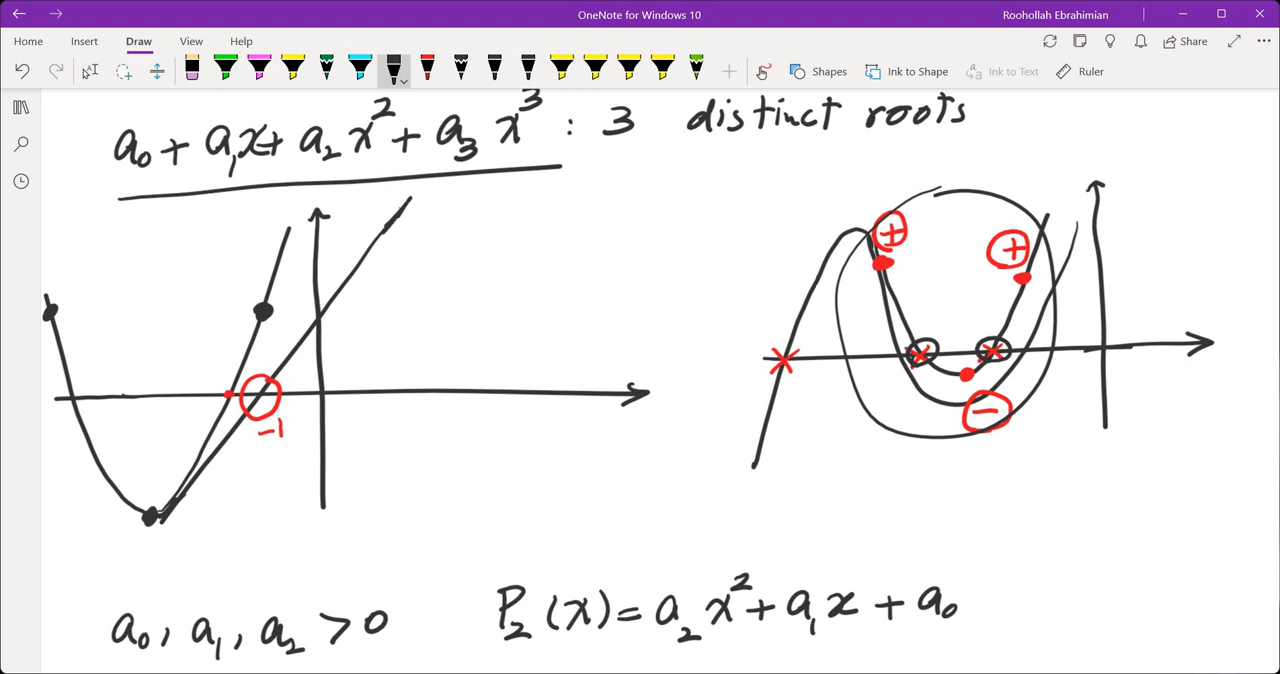 OneNote for Windows 10
Roohollah Ebrahimian
Home Insert Draw View Help
Share
Shapes Ink to Shape Ink to Text Ruler
a₀ + a₁x + a₂x² + a₃x³ : 3 distinct roots
+ +
-1
−
a₀, a₁, a₂ > 0 P₂(x) = a₂x² + a₁x + a₀